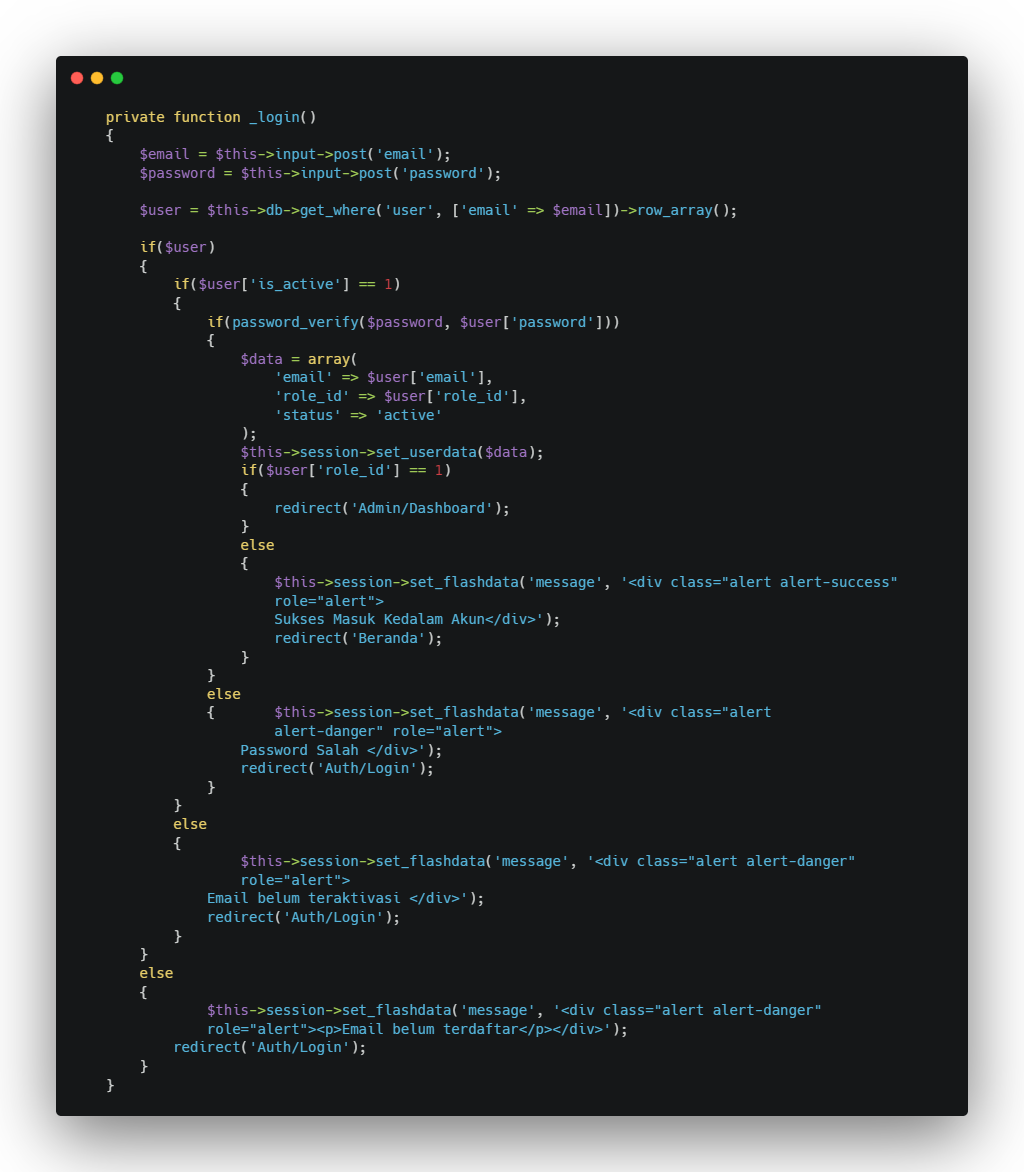 private function _login()
    {
        $email = $this->input->post('email');
        $password = $this->input->post('password');

        $user = $this->db->get_where('user', ['email' => $email])->row_array();

        if($user)
        {
            if($user['is_active'] == 1)
            {
                if(password_verify($password, $user['password']))
                {
                    $data = array(
                        'email' => $user['email'],
                        'role_id' => $user['role_id'],
                        'status' => 'active'
                    );
                    $this->session->set_userdata($data);
                    if($user['role_id'] == 1)
                    {
                        redirect('Admin/Dashboard');
                    }
                    else
                    {
                        $this->session->set_flashdata('message', '<div class="alert alert-success"
                        role="alert">
                        Sukses Masuk Kedalam Akun</div>');
                        redirect('Beranda');
                    }
                }
                else
                {       $this->session->set_flashdata('message', '<div class="alert
                        alert-danger" role="alert">
                    Password Salah </div>');
                    redirect('Auth/Login');
                }
            }
            else
            {
                    $this->session->set_flashdata('message', '<div class="alert alert-danger"
                    role="alert">
                Email belum teraktivasi </div>');
                redirect('Auth/Login');
            }
        }
        else
        {
                $this->session->set_flashdata('message', '<div class="alert alert-danger"
                role="alert"><p>Email belum terdaftar</p></div>');
            redirect('Auth/Login');
        }
    }